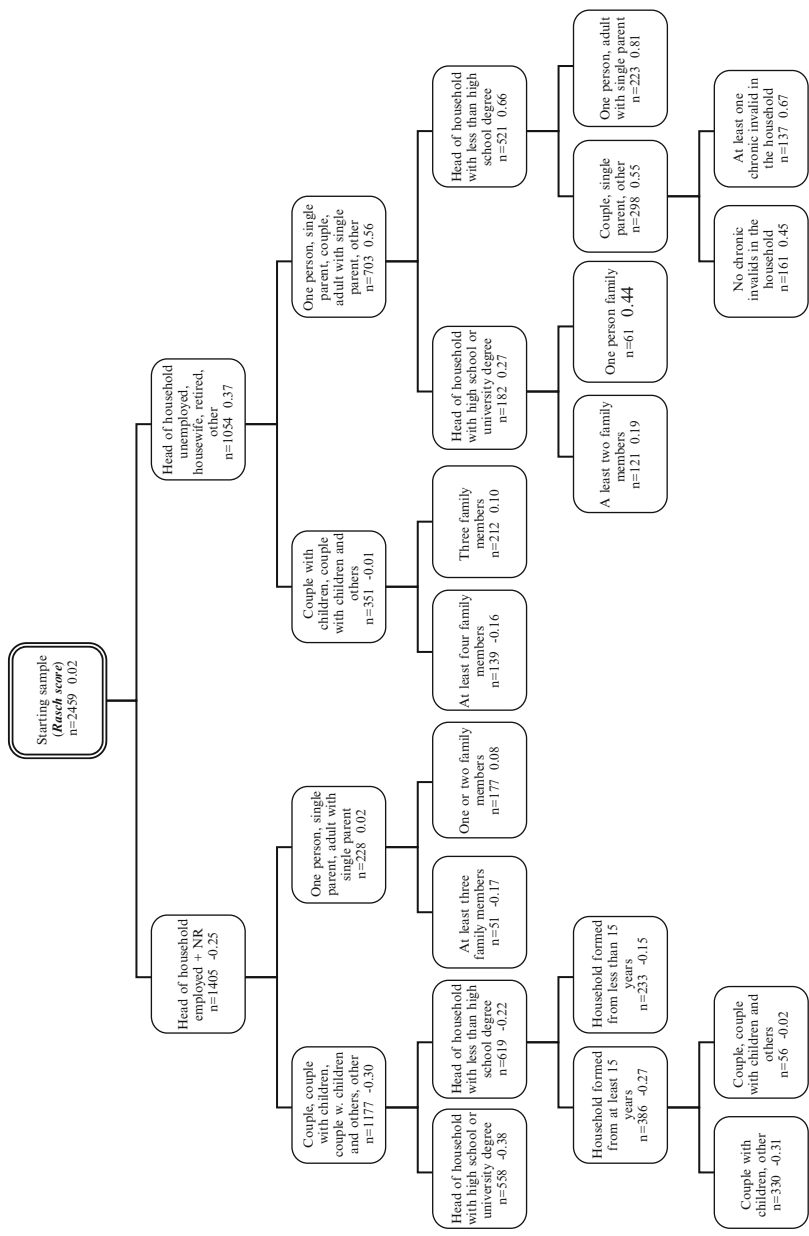 Starting sample
(Rasch score)
n=2459 0.02
Head of household
employed + NR
n=1405 -0.25
Head of household
unemployed,
housewife, retired,
other
n=1054 0.37
Couple, couple
with children,
couple w. children
and others, other
n=1177 -0.30
One person, single
parent, adult with
single parent
n=228 0.02
Couple with
children, couple
with children and
others
n=351 -0.01
One person, single
parent, couple,
adult with single
parent, other
n=703 0.56
Head of household
with high school or
university degree
n=558 -0.38
Head of household
with less than high
school degree
n=619 -0.22
At least three
family members
n=51 -0.17
One or two family
members
n=177 0.08
At least four family
members
n=139 -0.16
Three family
members
n=212 0.10
Head of household
with high school or
university degree
n=182 0.27
Head of household
with less than high
school degree
n=521 0.66
Household formed
from at least 15
years
n=386 -0.27
Household formed
from less than 15
years
n=233 -0.15
A least two family
members
n=121 0.19
One person family
n=61 0.44
Couple, single
parent, other
n=298 0.55
One person, adult
with single parent
n=223 0.81
Couple with
children, other
n=330 -0.31
Couple, couple
with children and
others
n=56 -0.02
No chronic
invalids in the
household
n=161 0.45
At least one
chronic invalid in
the household
n=137 0.67